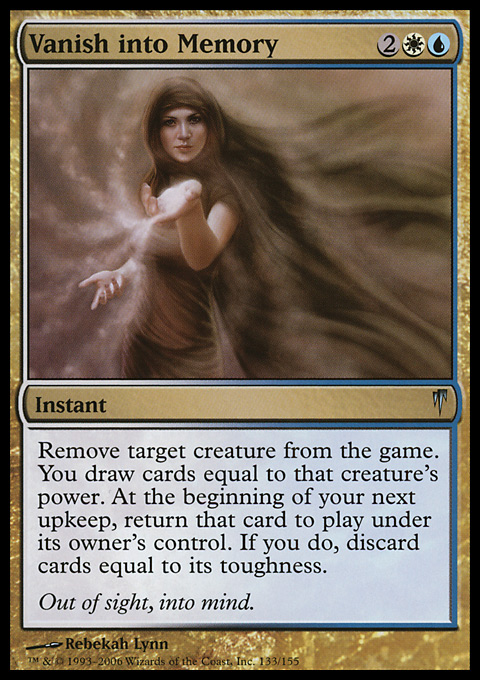 Vanish into Memory 2
Instant
Remove target creature from the game.
You draw cards equal to that creature's
power. At the beginning of your next
upkeep, return that card to play under
its owner's control. If you do, discard
cards equal to its toughness.
Out of sight, into mind.
Rebekah Lynn
™ & © 1993–2006 Wizards of the Coast, Inc. 133/155